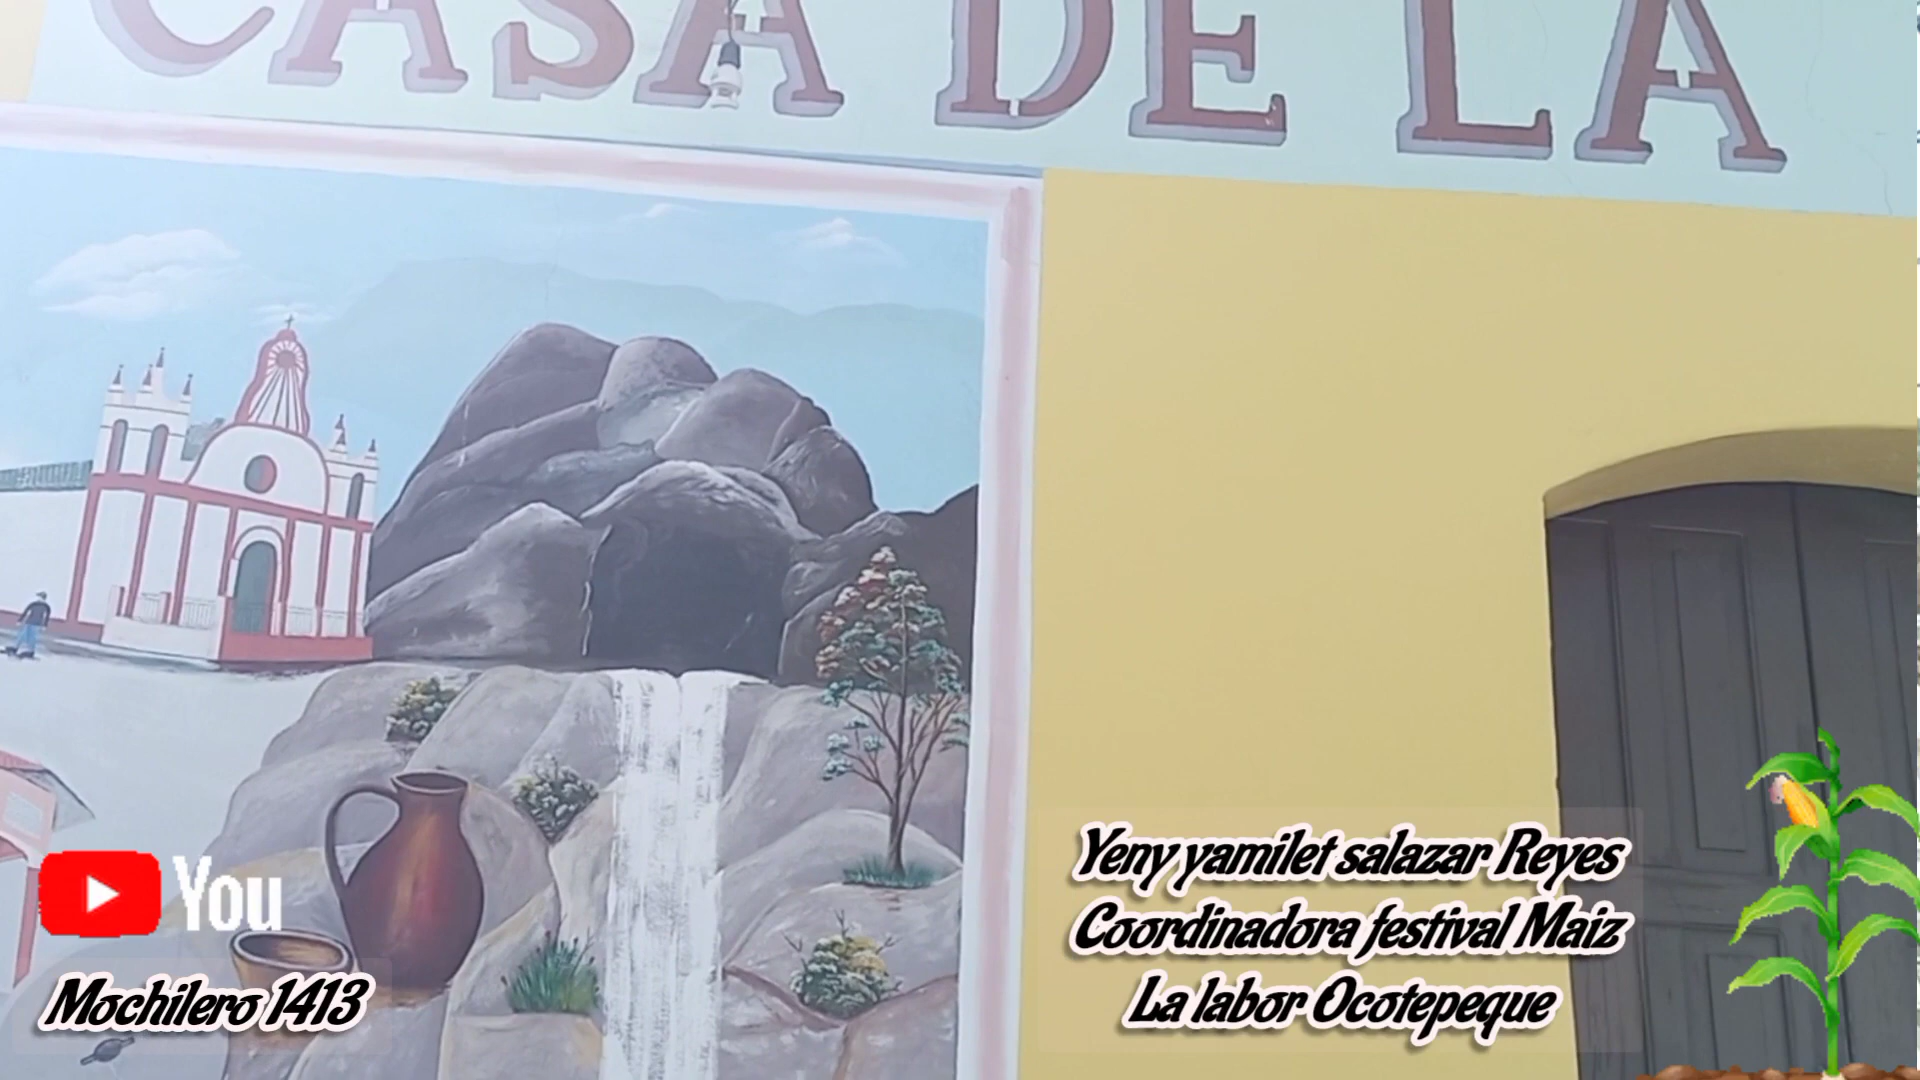 CASA DE LA
You
Mochilero 1413
Yeny yamilet salazar Reyes
Coordinadora festival Maiz
La labor Ocotepeque